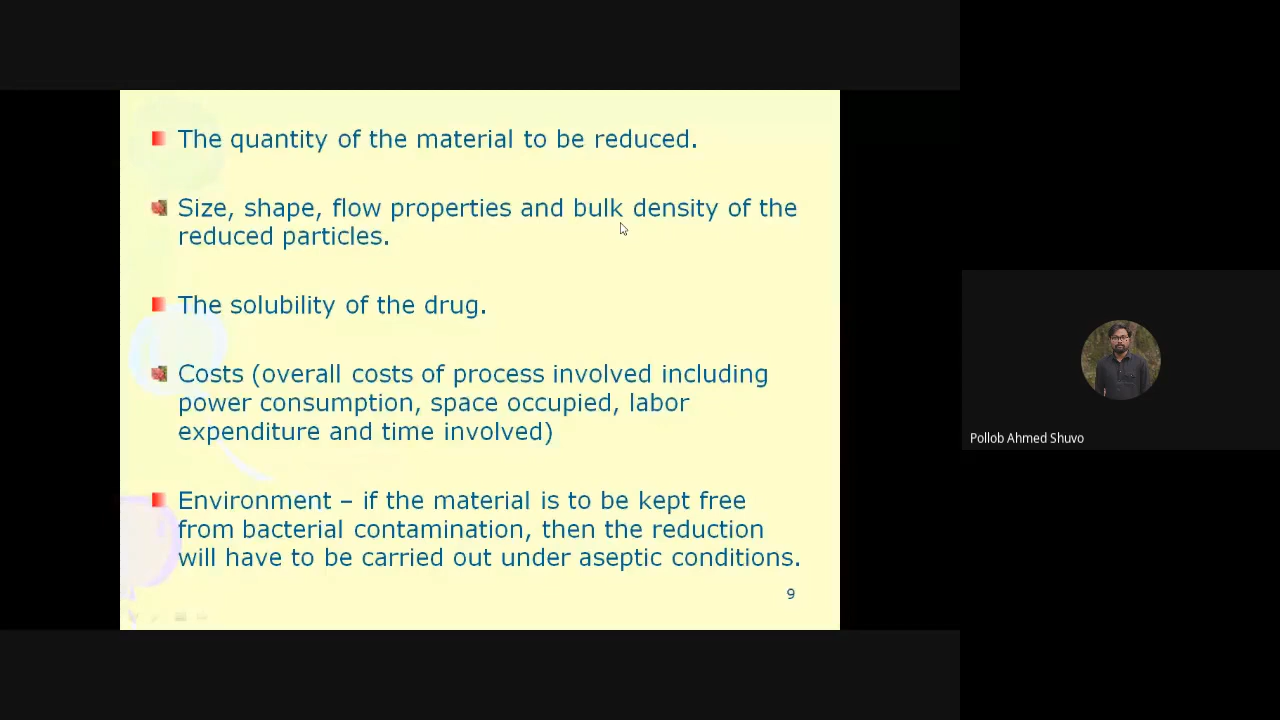 The quantity of the material to be reduced.
Size, shape, flow properties and bulk density of the
reduced particles.
The solubility of the drug.
Costs (overall costs of process involved including
power consumption, space occupied, labor
expenditure and time involved)
Environment – if the material is to be kept free
from bacterial contamination, then the reduction
will have to be carried out under aseptic conditions.
9
Pollob Ahmed Shuvo